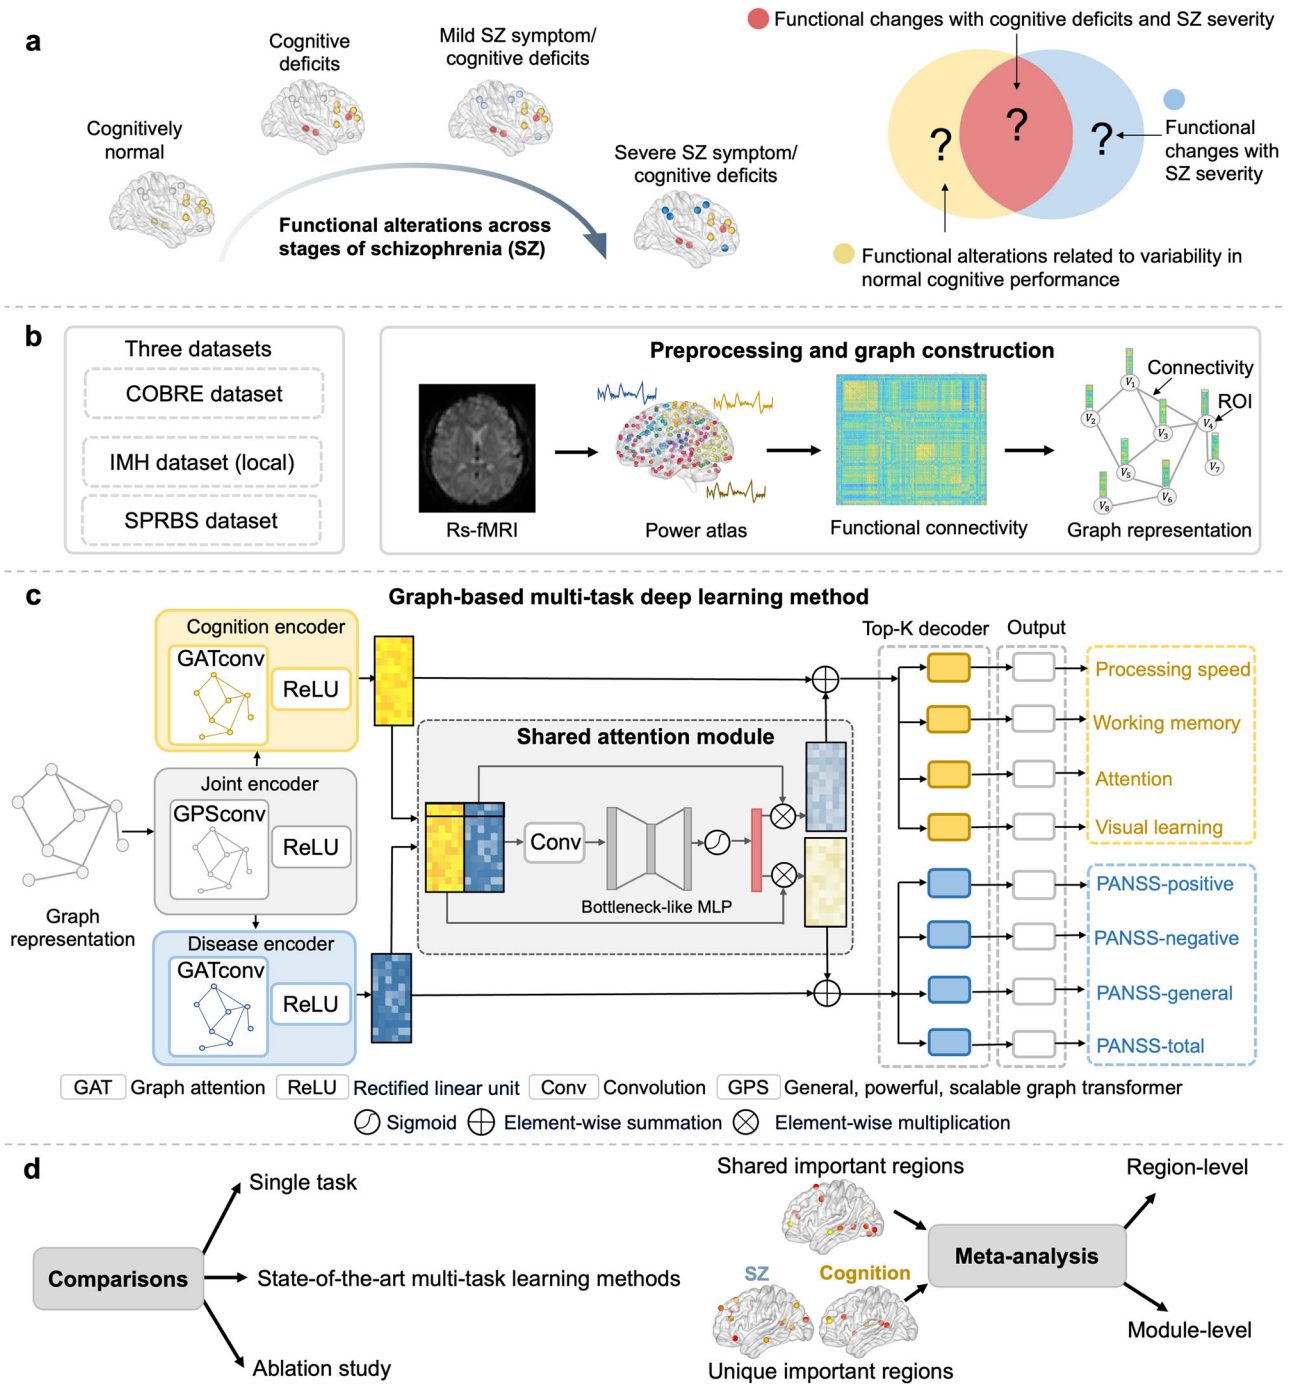 a
Cognitively
normal
Cognitive
deficits
Mild SZ symptom/
cognitive deficits
Severe SZ symptom/
cognitive deficits
Functional alterations across
stages of schizophrenia (SZ)
Functional changes with cognitive deficits and SZ severity
?
?
?
Functional
changes with
SZ severity
Functional alterations related to variability in
normal cognitive performance
b
Three datasets
COBRE dataset
IMH dataset (local)
SPRBS dataset
Preprocessing and graph construction
Rs-fMRI
Power atlas
Functional connectivity
Connectivity
ROI
V1
V2
V3
V4
V5
V6
V7
V8
Graph representation
c
Graph-based multi-task deep learning method
Graph
representation
Cognition encoder
GATconv
ReLU
Joint encoder
GPSconv
ReLU
Disease encoder
GATconv
ReLU
Shared attention module
Conv
Bottleneck-like MLP
Top-K decoder
Output
Processing speed
Working memory
Attention
Visual learning
PANSS-positive
PANSS-negative
PANSS-general
PANSS-total
GAT Graph attention ReLU Rectified linear unit Conv Convolution GPS General, powerful, scalable graph transformer
Sigmoid Element-wise summation Element-wise multiplication
d
Comparisons
Single task
State-of-the-art multi-task learning methods
Ablation study
Shared important regions
SZ Cognition
Unique important regions
Meta-analysis
Region-level
Module-level